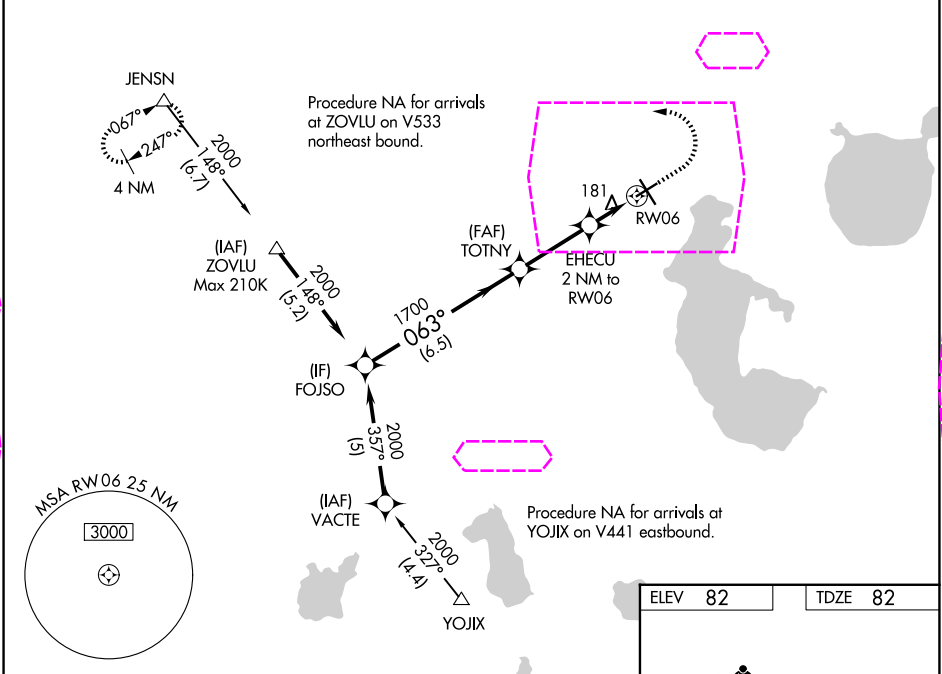 JENSN
067°
247°
4 NM
2000
148°
(6.7)
Procedure NA for arrivals
at ZOVLU on V533
northeast bound.
(IAF)
ZOVLU
Max 210K
2000
148°
(5.2)
181
RW06
(FAF)
TOTNY
EHECU
2 NM to
RW06
1700
063°
(6.5)
(IF)
FOJSO
2000
357°
(5)
(IAF)
VACTE
2000
327°
(4.4)
YOJIX
Procedure NA for arrivals at
YOJIX on V441 eastbound.
MSA RW06 25 NM
3000
ELEV 82
TDZE 82